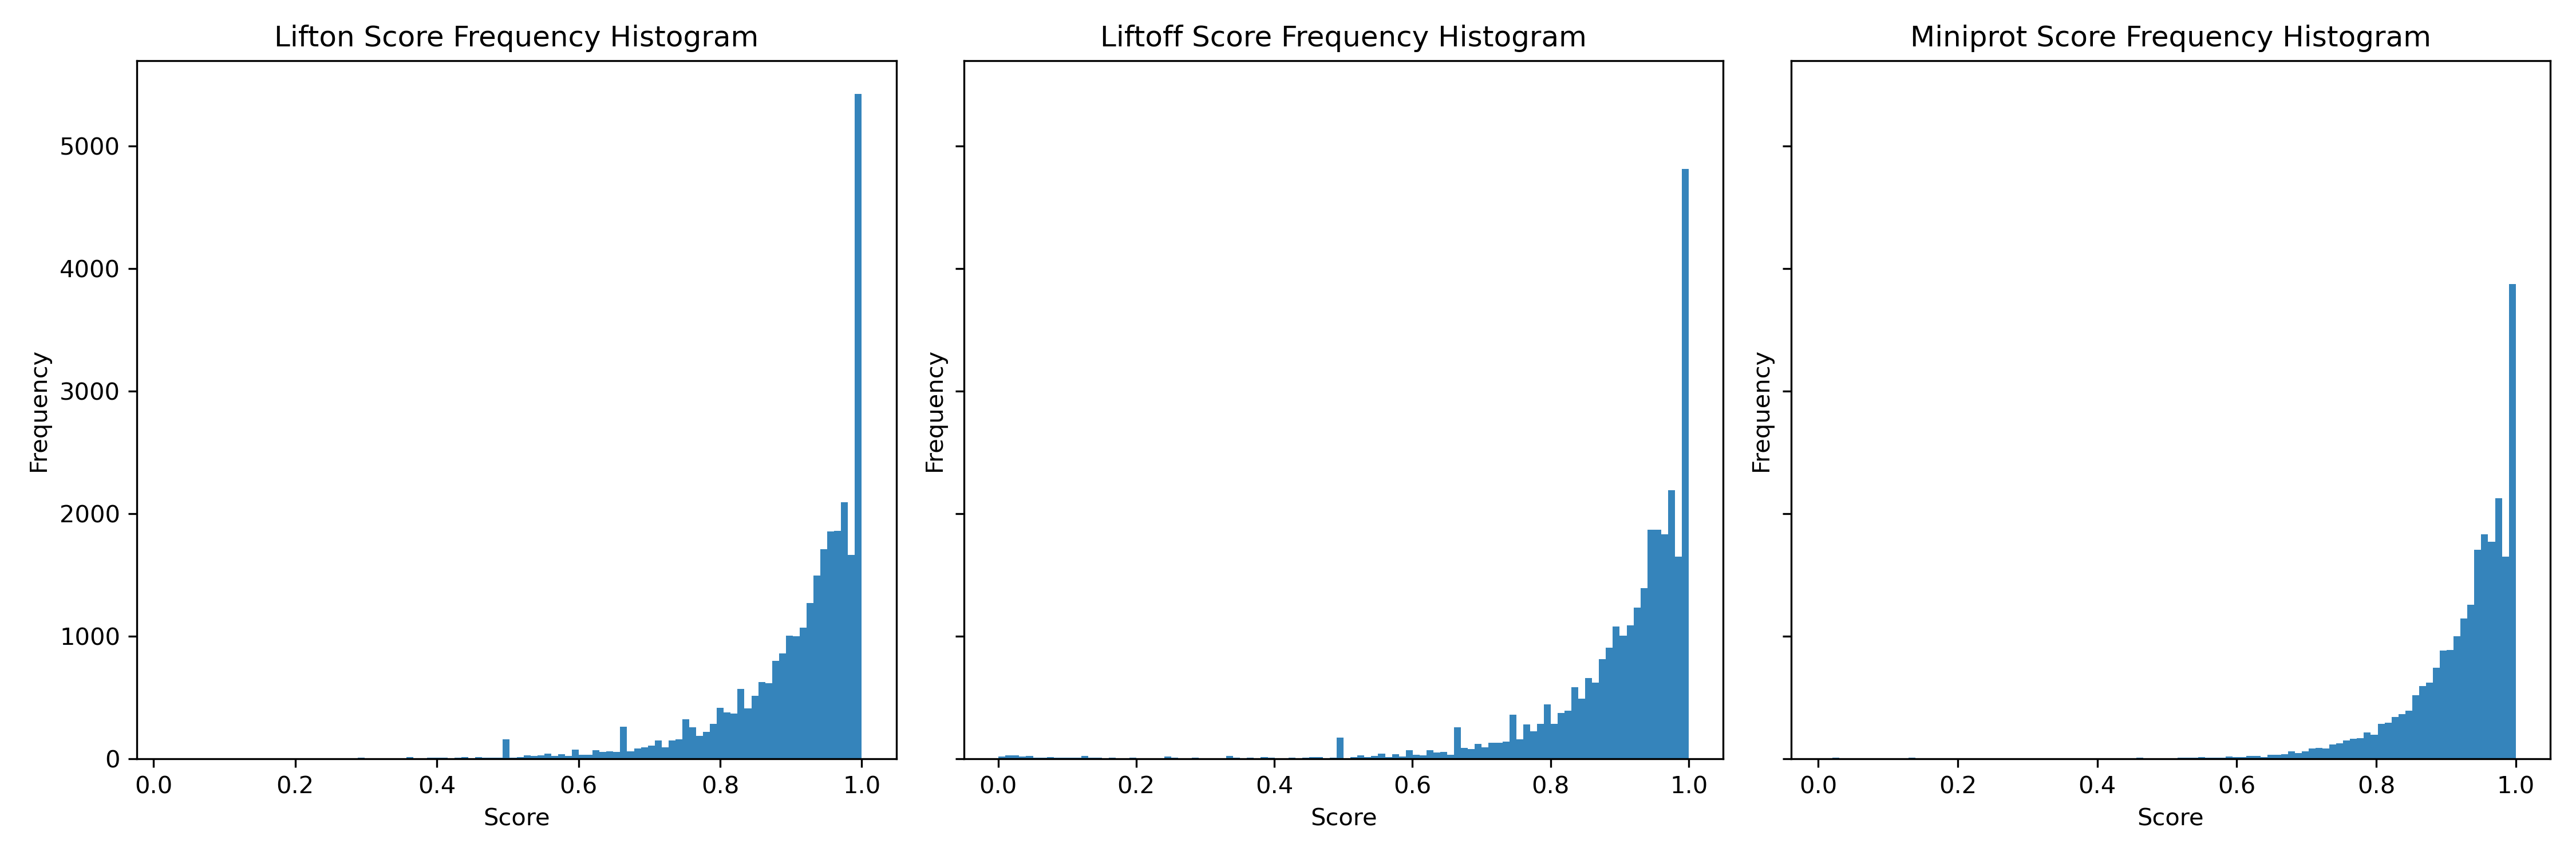 Lifton Score Frequency Histogram
Frequency
5000
4000
3000
2000
1000
0
0.0 0.2 0.4 0.6 0.8 1.0
Score
Liftoff Score Frequency Histogram
Frequency
0.0 0.2 0.4 0.6 0.8 1.0
Score
Miniprot Score Frequency Histogram
Frequency
0.0 0.2 0.4 0.6 0.8 1.0
Score